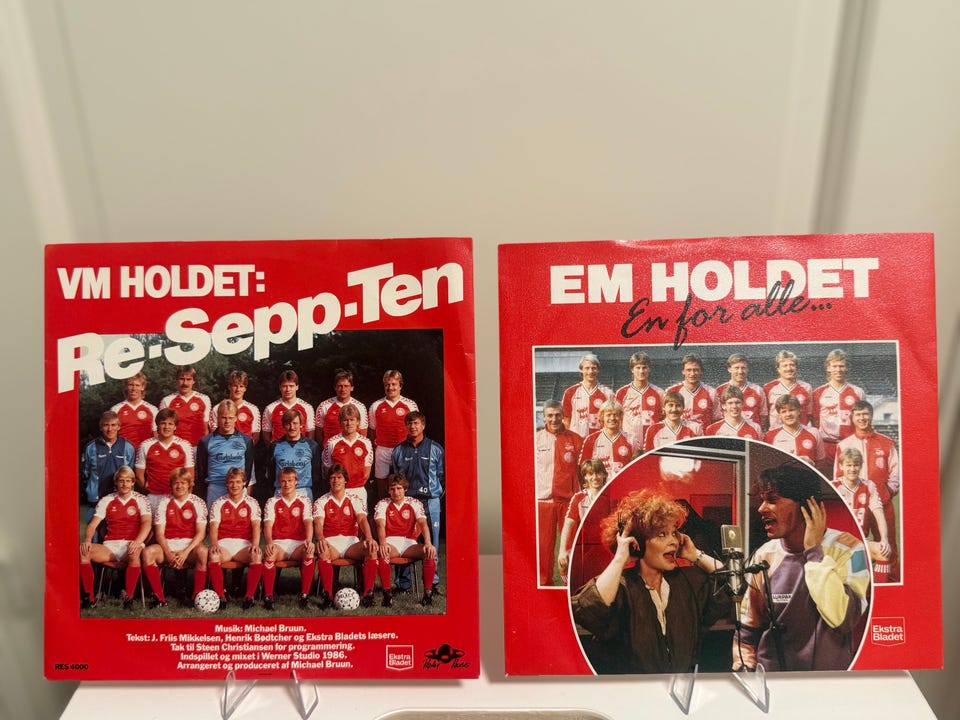 VM HOLDET:
Re-Sepp-Ten
Carlsberg
Carlsberg
Musik: Michael Bruun.
Tekst: J. Friis Mikkelsen, Henrik Bødtcher og Ekstra Bladets læsere.
Tak til Steen Christiansen for programmering.
Indspillet og mixet i Werner Studio 1986.
Arrangeret og produceret af Michael Bruun.
RES 4000
Ekstra
Bladet
EM HOLDET
En for alle...
Ekstra
Bladet